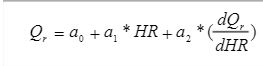 Q_r = a_0 + a_1 * HR + a_2 * (dQ_r/dHR)